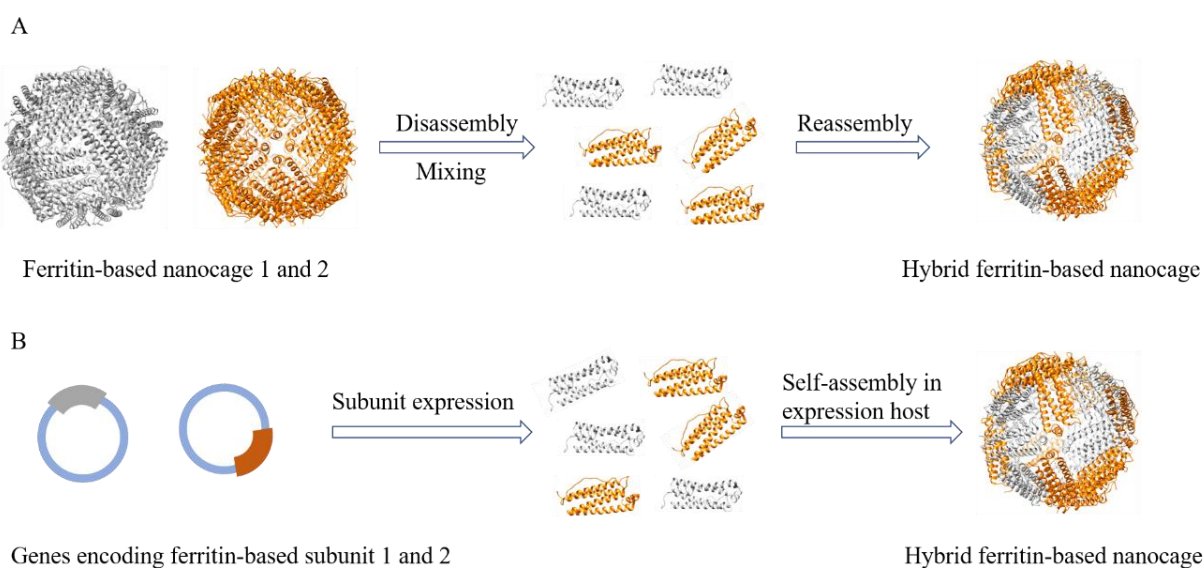 A
Disassembly
Mixing
Reassembly
Ferritin-based nanocage 1 and 2
Hybrid ferritin-based nanocage
B
Subunit expression
Self-assembly in
expression host
Genes encoding ferritin-based subunit 1 and 2
Hybrid ferritin-based nanocage